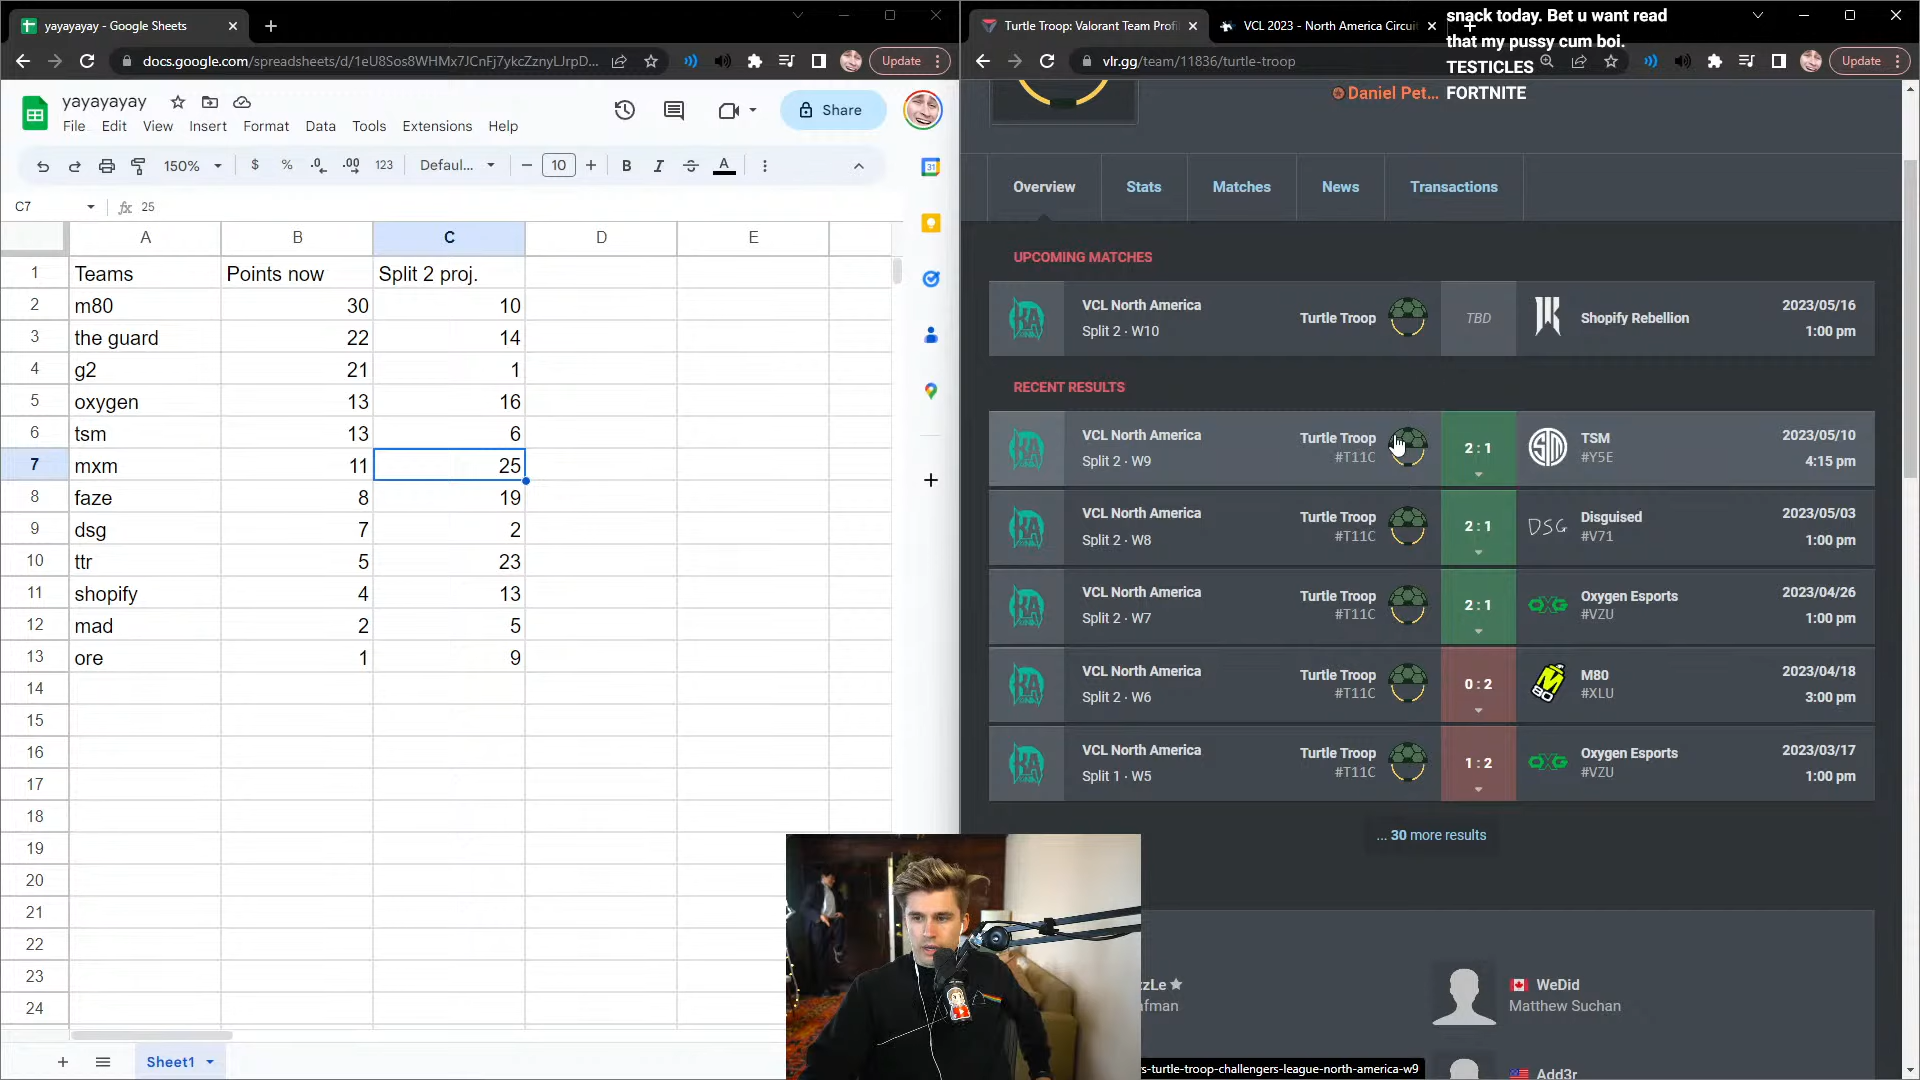 yayayayay - Google Sheets
docs.google.com/spreadsheets/d/1eU8Sos8WHMx7JCnFj7ykcZznyLJrpD...
Update
yayayayay
File Edit View Insert Format Data Tools Extensions Help
Share
150% $ % .0 .00 123 Defaul... 10 B I S A
C7 fx 25
A B C D E
1 Teams Points now Split 2 proj.
2 m80 30 10
3 the guard 22 14
4 g2 21 1
5 oxygen 13 16
6 tsm 13 6
7 mxm 11 25
8 faze 8 19
9 dsg 7 2
10 ttr 5 23
11 shopify 4 13
12 mad 2 5
13 ore 1 9
14
15
16
17
18
19
20
21
22
23
24
Sheet1
Turtle Troop: Valorant Team Profi
VCL 2023 - North America Circui
vlr.gg/team/11836/turtle-troop
Update
snack today. Bet u want read
that my pussy cum boi.
TESTICLES
Daniel Pet... FORTNITE
Overview Stats Matches News Transactions
UPCOMING MATCHES
VCL North America Turtle Troop TBD Shopify Rebellion 2023/05/16
Split 2 · W10 1:00 pm
RECENT RESULTS
VCL North America Turtle Troop 2 : 1 TSM 2023/05/10
Split 2 · W9 #T11C #Y5E 4:15 pm
VCL North America Turtle Troop 2 : 1 DSG Disguised 2023/05/03
Split 2 · W8 #T11C #V71 1:00 pm
VCL North America Turtle Troop 2 : 1 OXG Oxygen Esports 2023/04/26
Split 2 · W7 #T11C #VZU 1:00 pm
VCL North America Turtle Troop 0 : 2 M80 M80 2023/04/18
Split 2 · W6 #T11C #XLU 3:00 pm
VCL North America Turtle Troop 1 : 2 OXG Oxygen Esports 2023/03/17
Split 1 · W5 #T11C #VZU 1:00 pm
... 30 more results
zLe WeDid
fman Matthew Suchan
s-turtle-troop-challengers-league-north-america-w9
Add3r